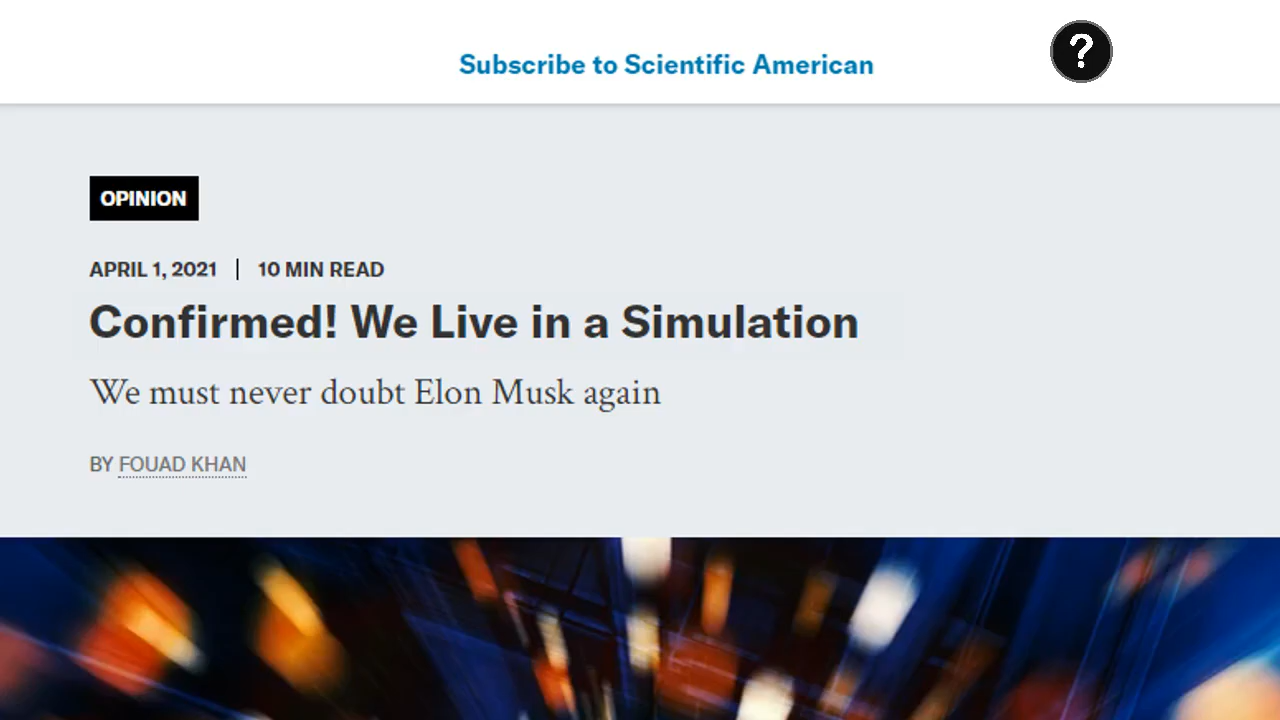 Subscribe to Scientific American
?
OPINION
APRIL 1, 2021 | 10 MIN READ
Confirmed! We Live in a Simulation
We must never doubt Elon Musk again
BY FOUAD KHAN